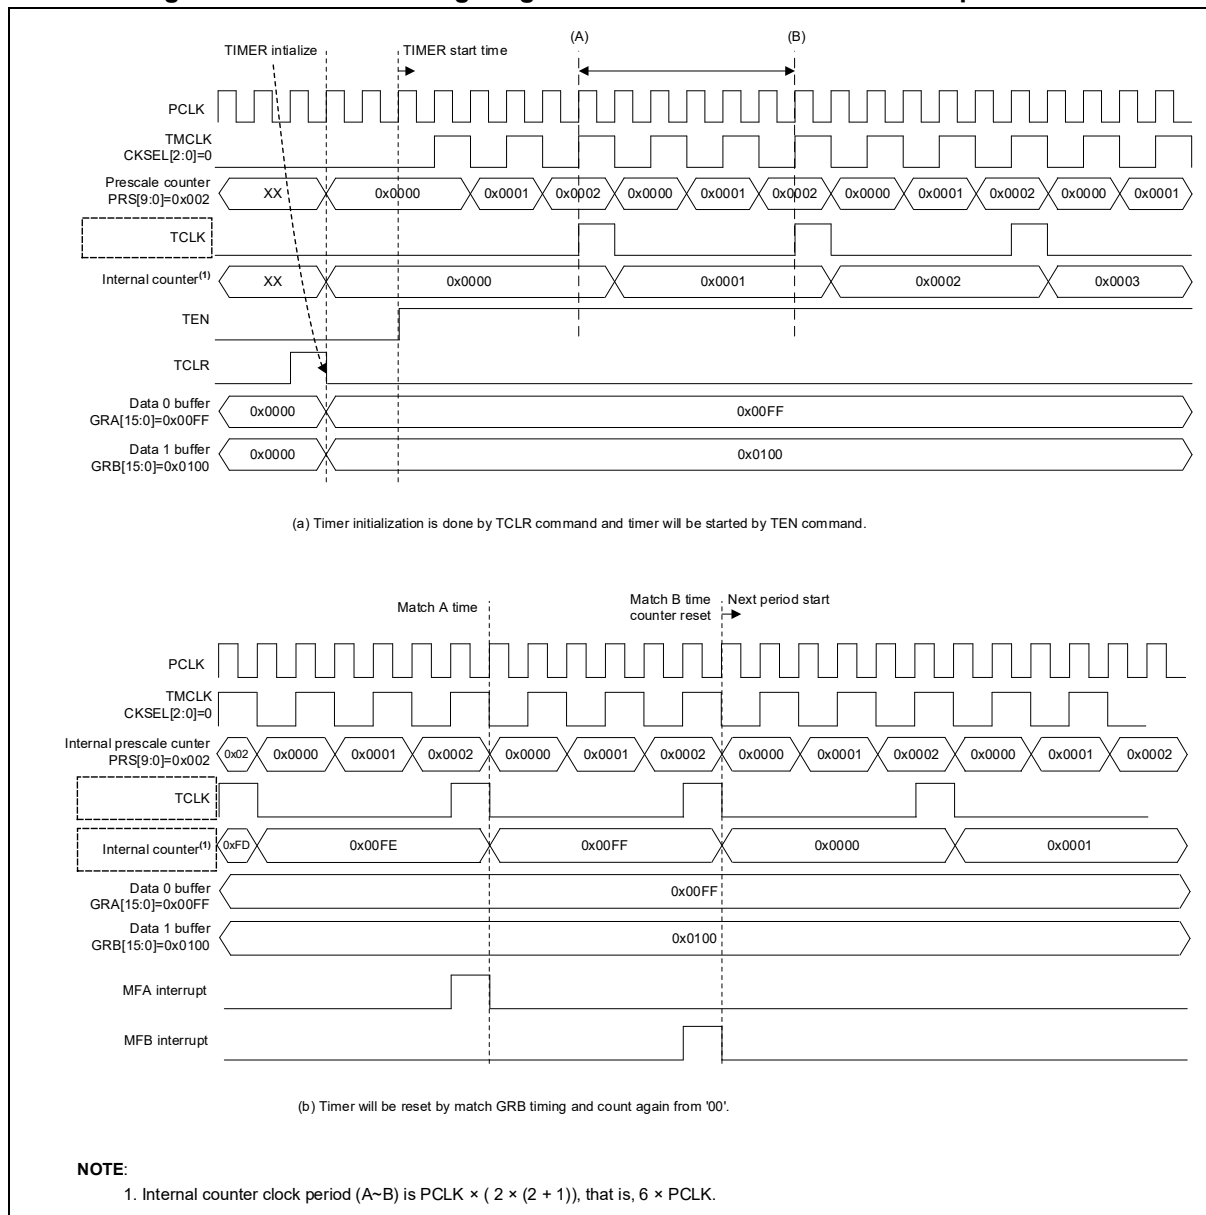 TIMER intialize
TIMER start time
(A)
(B)
PCLK
TMCLK
CKSEL[2:0]=0
Prescale counter
PRS[9:0]=0x002
XX 0x0000 0x0001 0x0002 0x0000 0x0001 0x0002 0x0000 0x0001 0x0002 0x0000 0x0001
TCLK
Internal counter(1) XX 0x0000 0x0001 0x0002 0x0003
TEN
TCLR
Data 0 buffer
GRA[15:0]=0x00FF
0x0000 0x00FF
Data 1 buffer
GRB[15:0]=0x0100
0x0000 0x0100
(a) Timer initialization is done by TCLR command and timer will be started by TEN command.
Match A time
Match B time
counter reset
Next period start
PCLK
TMCLK
CKSEL[2:0]=0
Internal prescale cunter
PRS[9:0]=0x002
0x02 0x0000 0x0001 0x0002 0x0000 0x0001 0x0002 0x0000 0x0001 0x0002 0x0000 0x0001 0x0002
TCLK
Internal counter(1) 0xFD 0x00FE 0x00FF 0x0000 0x0001
Data 0 buffer
GRA[15:0]=0x00FF
0x00FF
Data 1 buffer
GRB[15:0]=0x0100
0x0100
MFA interrupt
MFB interrupt
(b) Timer will be reset by match GRB timing and count again from '00'.
NOTE:
1. Internal counter clock period (A~B) is PCLK × ( 2 × (2 + 1)), that is, 6 × PCLK.